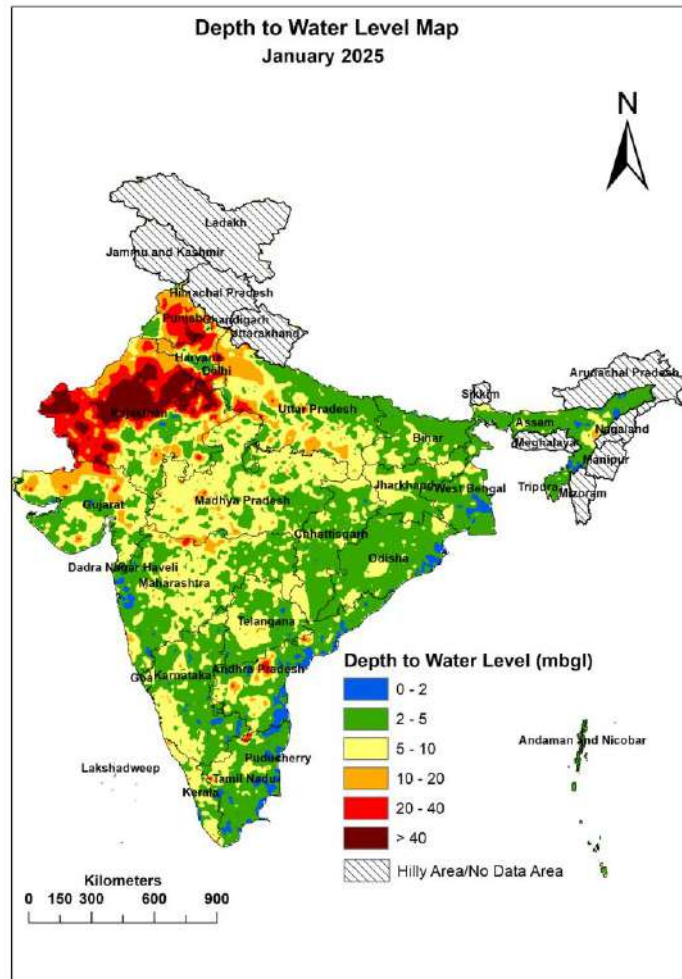 Depth to Water Level Map
January 2025
N
Ladakh
Jammu and Kashmir
Himachal Pradesh
Punjab
Chandigarh
Uttarakhand
Haryana
Delhi
Rajasthan
Uttar Pradesh
Sikkim
Arunachal Pradesh
Assam
Nagaland
Meghalaya
Bihar
Manipur
Tripura
Mizoram
Gujarat
Madhya Pradesh
Jharkhand
West Bengal
Chhattisgarh
Odisha
Dadra Nagar Haveli
Maharashtra
Telangana
Goa
Karnataka
Andhra Pradesh
Puducherry
Lakshadweep
Tamil Nadu
Kerala
Andaman and Nicobar
Depth to Water Level (mbgl)
0 - 2
2 - 5
5 - 10
10 - 20
20 - 40
> 40
Hilly Area/No Data Area
Kilometers
0 150 300 600 900